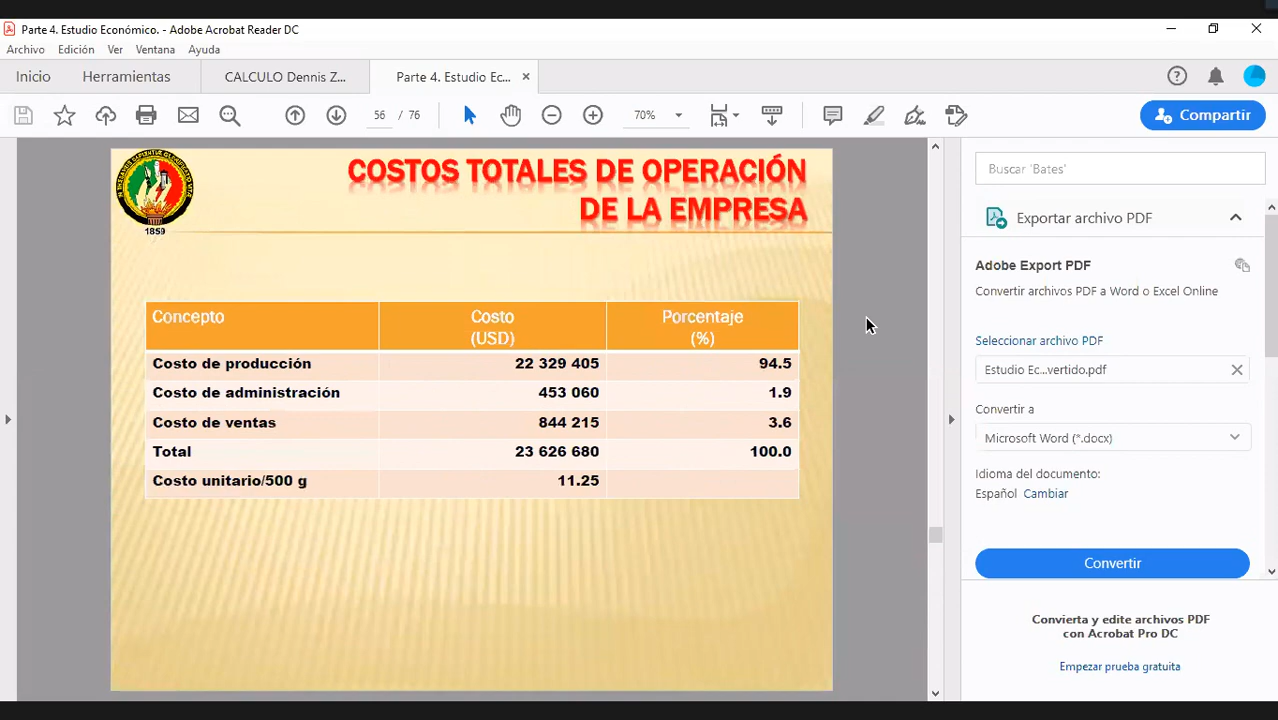 Parte 4. Estudio Económico. - Adobe Acrobat Reader DC
Archivo Edición Ver Ventana Ayuda
Inicio Herramientas CALCULO Dennis Z... Parte 4. Estudio Ec...
56 / 76 70% Compartir
COSTOS TOTALES DE OPERACIÓN
DE LA EMPRESA
1859
Concepto Costo Porcentaje
(USD) (%)
Costo de producción 22 329 405 94.5
Costo de administración 453 060 1.9
Costo de ventas 844 215 3.6
Total 23 626 680 100.0
Costo unitario/500 g 11.25
Buscar 'Bates'
Exportar archivo PDF
Adobe Export PDF
Convertir archivos PDF a Word o Excel Online
Seleccionar archivo PDF
Estudio Ec...vertido.pdf
Convertir a
Microsoft Word (*.docx)
Idioma del documento:
Español Cambiar
Convertir
Convierta y edite archivos PDF
con Acrobat Pro DC
Empezar prueba gratuita